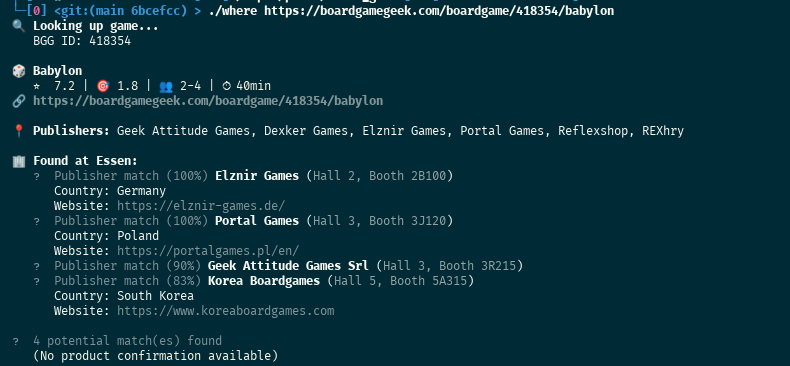 └─[0] <git:(main 6bcefcc) > ./where https://boardgamegeek.com/boardgame/418354/babylon
🔍 Looking up game...
BGG ID: 418354
🎲 Babylon
⭐ 7.2 | 🎯 1.8 | 👥 2-4 | ⏱ 40min
🔗 https://boardgamegeek.com/boardgame/418354/babylon
📍 Publishers: Geek Attitude Games, Dexker Games, Elznir Games, Portal Games, Reflexshop, REXhry
🏢 Found at Essen:
? Publisher match (100%) Elznir Games (Hall 2, Booth 2B100)
Country: Germany
Website: https://elznir-games.de/
? Publisher match (100%) Portal Games (Hall 3, Booth 3J120)
Country: Poland
Website: https://portalgames.pl/en/
? Publisher match (90%) Geek Attitude Games Srl (Hall 3, Booth 3R215)
? Publisher match (83%) Korea Boardgames (Hall 5, Booth 5A315)
Country: South Korea
Website: https://www.koreaboardgames.com
? 4 potential match(es) found
(No product confirmation available)